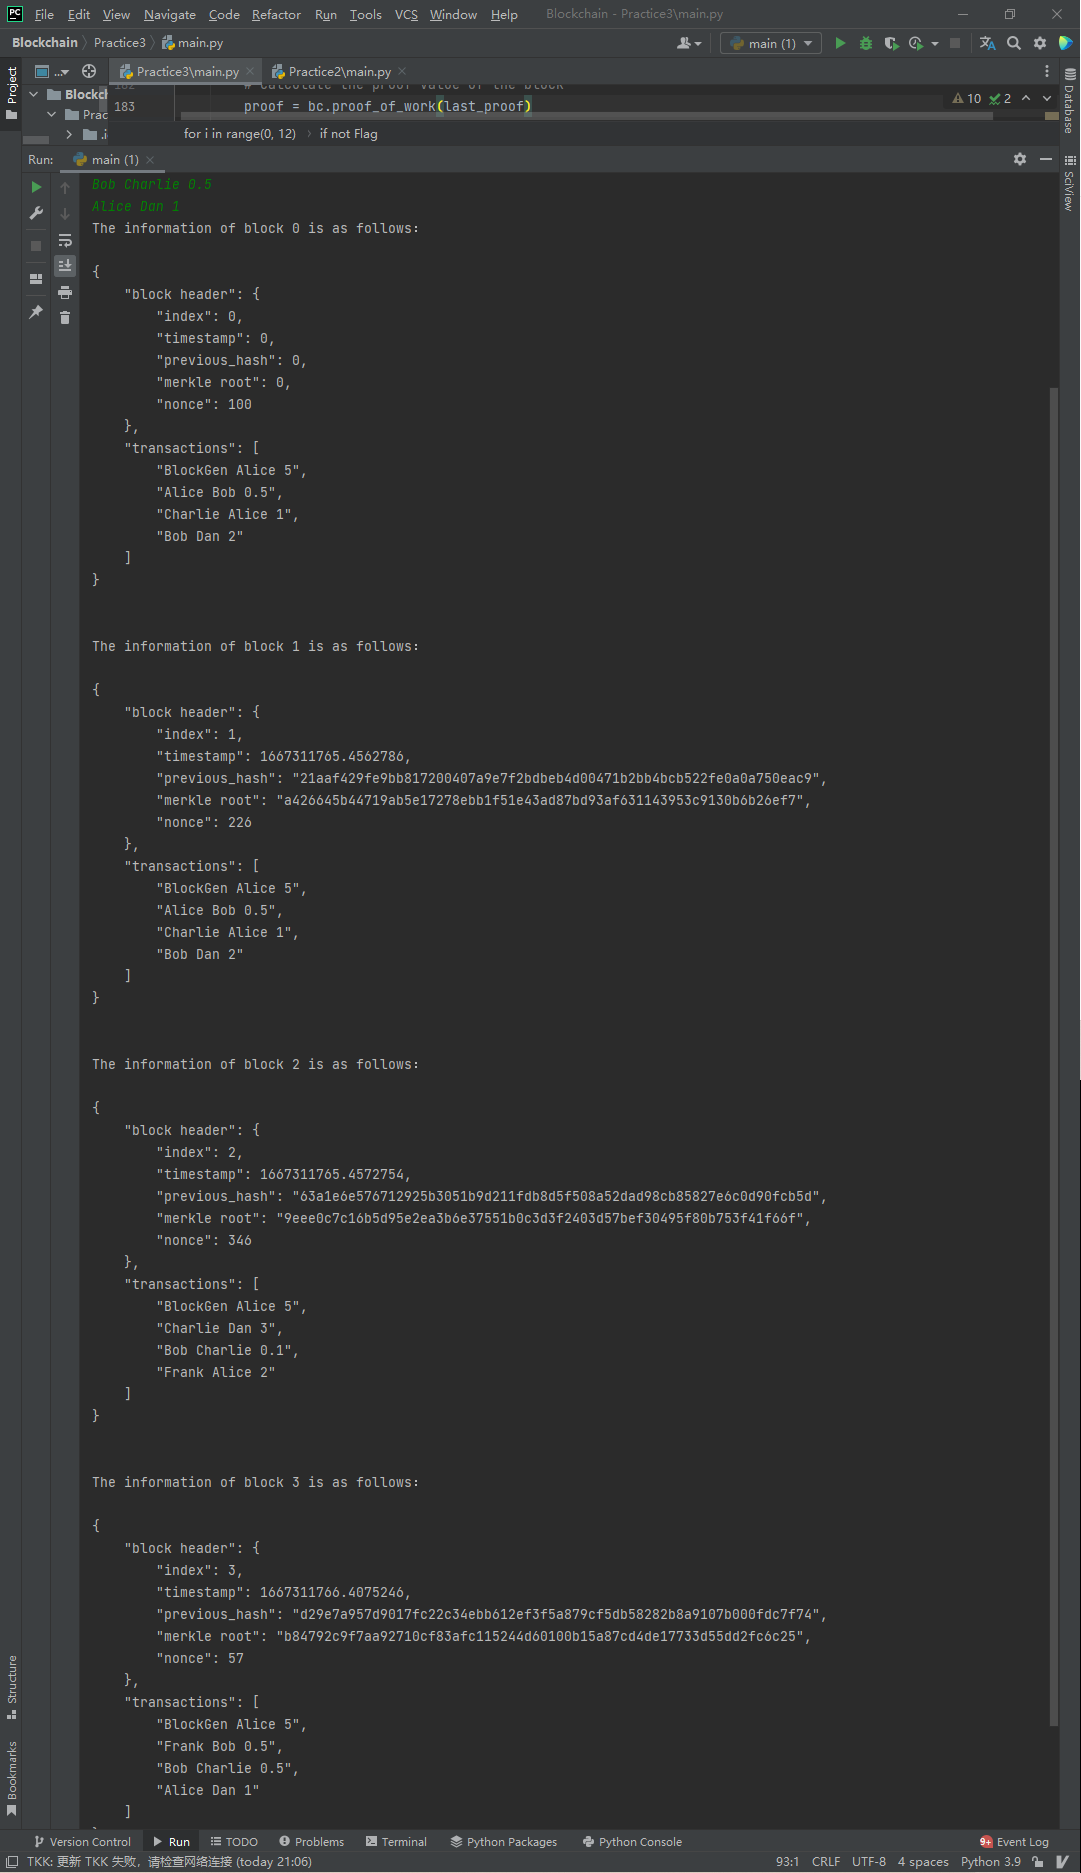 PC File Edit View Navigate Code Refactor Run Tools VCS Window Help Blockchain - Practice3\main.py
Blockchain Practice3 main.py main (1)
Project
... Practice3\main.py Practice2\main.py
Database
SciView
182 # Calculate the proof value of the block
183 proof = bc.proof_of_work(last_proof)
10 2
Blockch
Prac
.i
for i in range(0, 12) if not Flag
Run: main (1)
Bob Charlie 0.5
Alice Dan 1
The information of block 0 is as follows:
{
"block header": {
"index": 0,
"timestamp": 0,
"previous_hash": 0,
"merkle root": 0,
"nonce": 100
},
"transactions": [
"BlockGen Alice 5",
"Alice Bob 0.5",
"Charlie Alice 1",
"Bob Dan 2"
]
}
The information of block 1 is as follows:
{
"block header": {
"index": 1,
"timestamp": 1667311765.4562786,
"previous_hash": "21aaf429fe9bb817200407a9e7f2bdbeb4d00471b2bb4bcb522fe0a0a750eac9",
"merkle root": "a426645b44719ab5e17278ebb1f51e43ad87bd93af631143953c9130b6b26ef7",
"nonce": 226
},
"transactions": [
"BlockGen Alice 5",
"Alice Bob 0.5",
"Charlie Alice 1",
"Bob Dan 2"
]
}
The information of block 2 is as follows:
{
"block header": {
"index": 2,
"timestamp": 1667311765.4572754,
"previous_hash": "63a1e6e576712925b3051b9d211fdb8d5f508a52dad98cb85827e6c0d90fcb5d",
"merkle root": "9eee0c7c16b5d95e2ea3b6e37551b0c3d3f2403d57bef30495f80b753f41f66f",
"nonce": 346
},
"transactions": [
"BlockGen Alice 5",
"Charlie Dan 3",
"Bob Charlie 0.1",
"Frank Alice 2"
]
}
The information of block 3 is as follows:
{
"block header": {
"index": 3,
"timestamp": 1667311766.4075246,
"previous_hash": "d29e7a957d9017fc22c34ebb612ef3f5a879cf5db58282b8a9107b000fdc7f74",
"merkle root": "b84792c9f7aa92710cf83afc115244d60100b15a87cd4de17733d55dd2fc6c25",
"nonce": 57
},
"transactions": [
"BlockGen Alice 5",
"Frank Bob 0.5",
"Bob Charlie 0.5",
"Alice Dan 1"
]
Structure
Bookmarks
Version Control Run TODO Problems Terminal Python Packages Python Console 9+ Event Log
TKK: 更新 TKK 失败，请检查网络连接 (today 21:06) 93:1 CRLF UTF-8 4 spaces Python 3.9